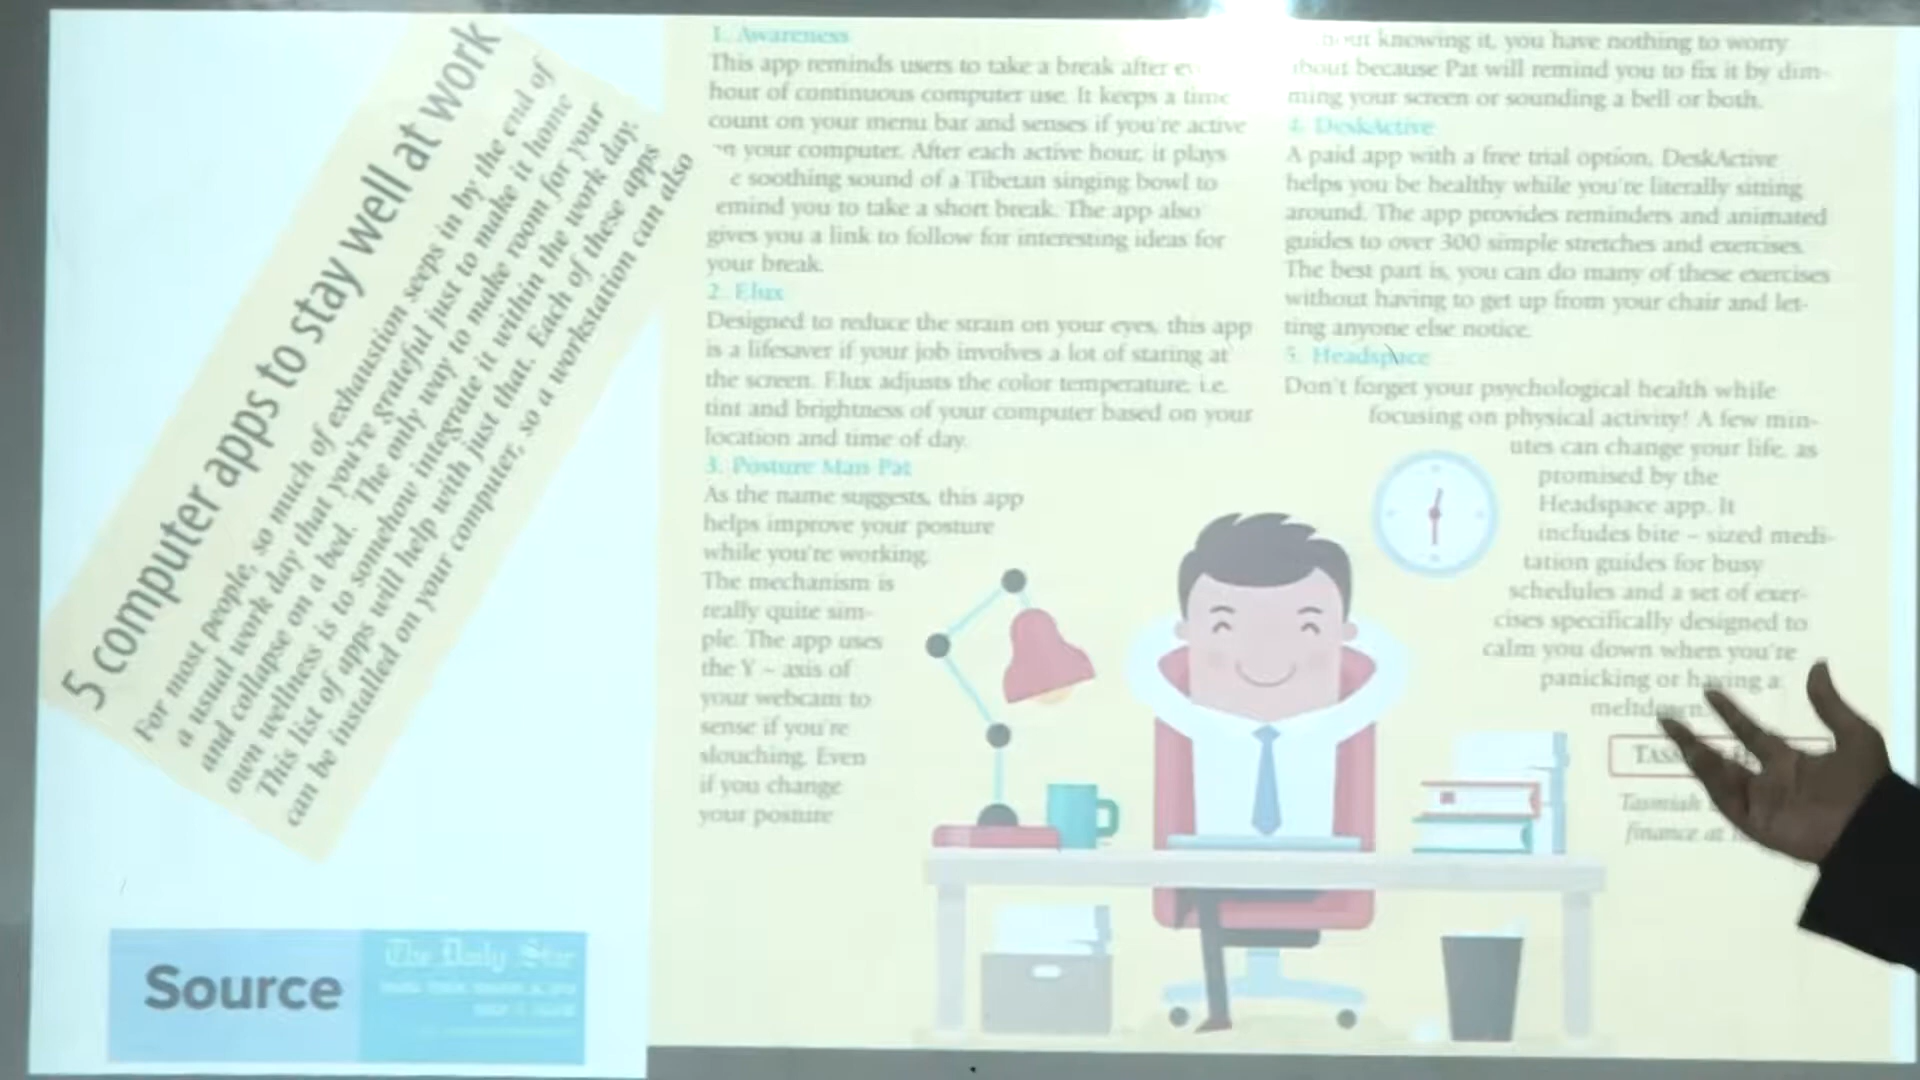 5 computer apps to stay well at work
For most people, so much of exhaustion seeps in by the end of
a usual work day that you're grateful just to make it home
and collapse on a bed. The only way to make room for your
own wellness is to somehow integrate it within the work day.
This list of apps will help with just that. Each of these apps
can be installed on your computer, so a workstation can also
1. Awareness
This app reminds users to take a break after
hour of continuous computer use. It keeps a time
count on your menu bar and senses if you're active
on your computer. After each active hour, it plays
soothing sound of a Tibetan singing bowl to
emind you to take a short break. The app also
gives you a link to follow for interesting ideas for
your break.
2. Flux
Designed to reduce the strain on your eyes, this app
is a lifesaver if your job involves a lot of staring at
the screen. Flux adjusts the color temperature, i.e.
tint and brightness of your computer based on your
location and time of day.
3. Posture Man Pat
As the name suggests, this app
helps improve your posture
while you're working.
The mechanism is
really quite sim-
ple. The app uses
the Y - axis of
your webcam to
sense if you're
slouching. Even
if you change
your posture
knowing it, you have nothing to worry
about because Pat will remind you to fix it by dim-
ming your screen or sounding a bell or both.
4. DeskActive
A paid app with a free trial option, DeskActive
helps you be healthy while you're literally sitting
around. The app provides reminders and animated
guides to over 300 simple stretches and exercises.
The best part is, you can do many of these exercises
without having to get up from your chair and let-
ting anyone else notice.
5. Headspace
Don't forget your psychological health while
focusing on physical activity! A few min-
utes can change your life, as
promised by the
Headspace app. It
includes bite - sized medi-
tation guides for busy
schedules and a set of exer-
cises specifically designed to
calm you down when you're
panicking or having a
meltdown.
Tasmiah
finance at
Source
The Daily Star